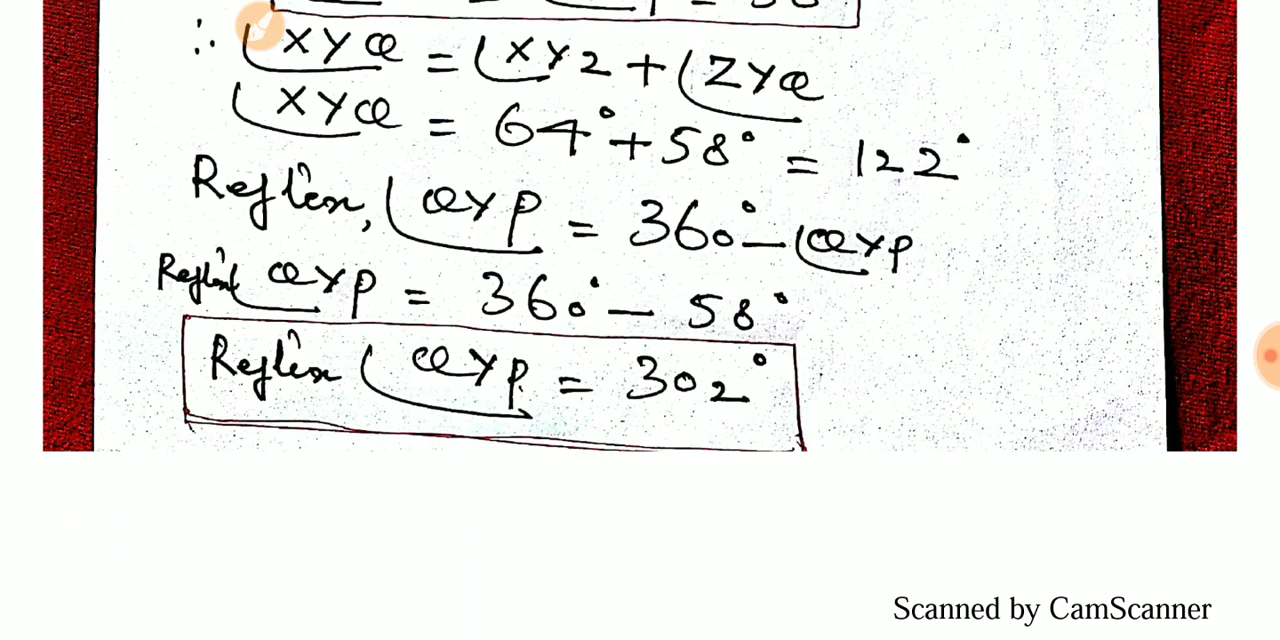 ∴ ∠XYQ = ∠XYZ + ∠ZYQ
∠XYQ = 64° + 58° = 122°
Reflex, ∠QYP = 360° - ∠QYP
Reflex ∠QYP = 360° - 58°
Reflex ∠QYP = 302°
Scanned by CamScanner